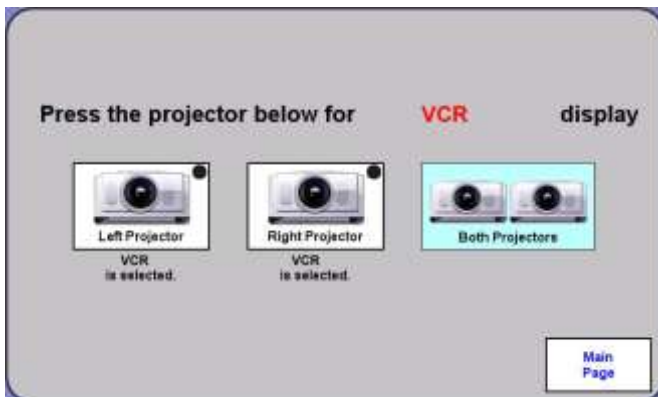 Press the projector below for VCR display
Left Projector
Right Projector
Both Projectors
VCR
is selected.
VCR
is selected.
Main
Page